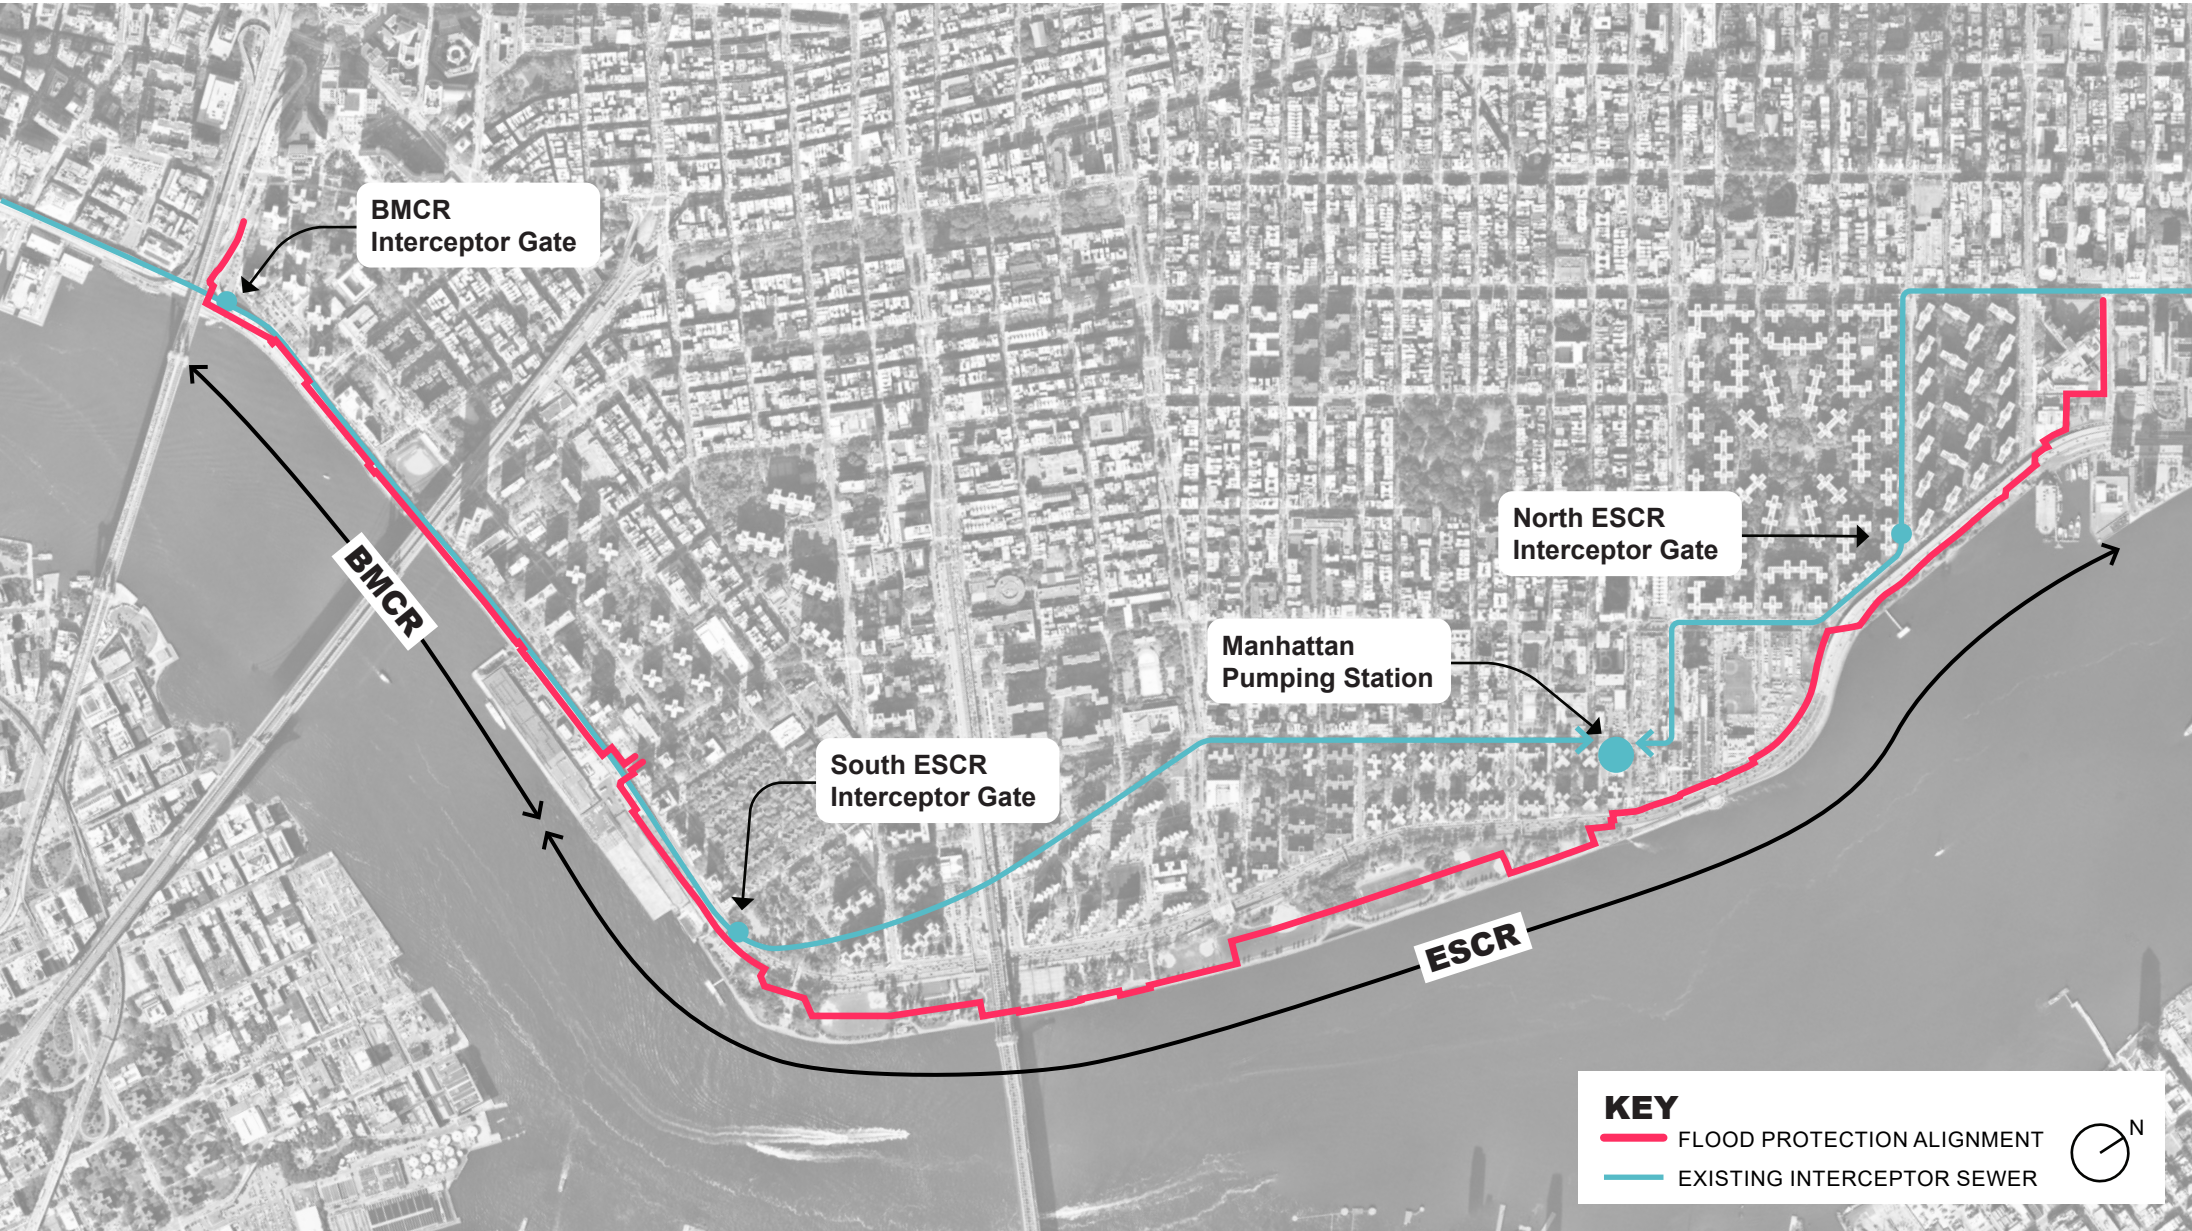 BMCR
Interceptor Gate
North ESCR
Interceptor Gate
BMCR
Manhattan
Pumping Station
South ESCR
Interceptor Gate
ESCR
KEY
FLOOD PROTECTION ALIGNMENT
EXISTING INTERCEPTOR SEWER
N